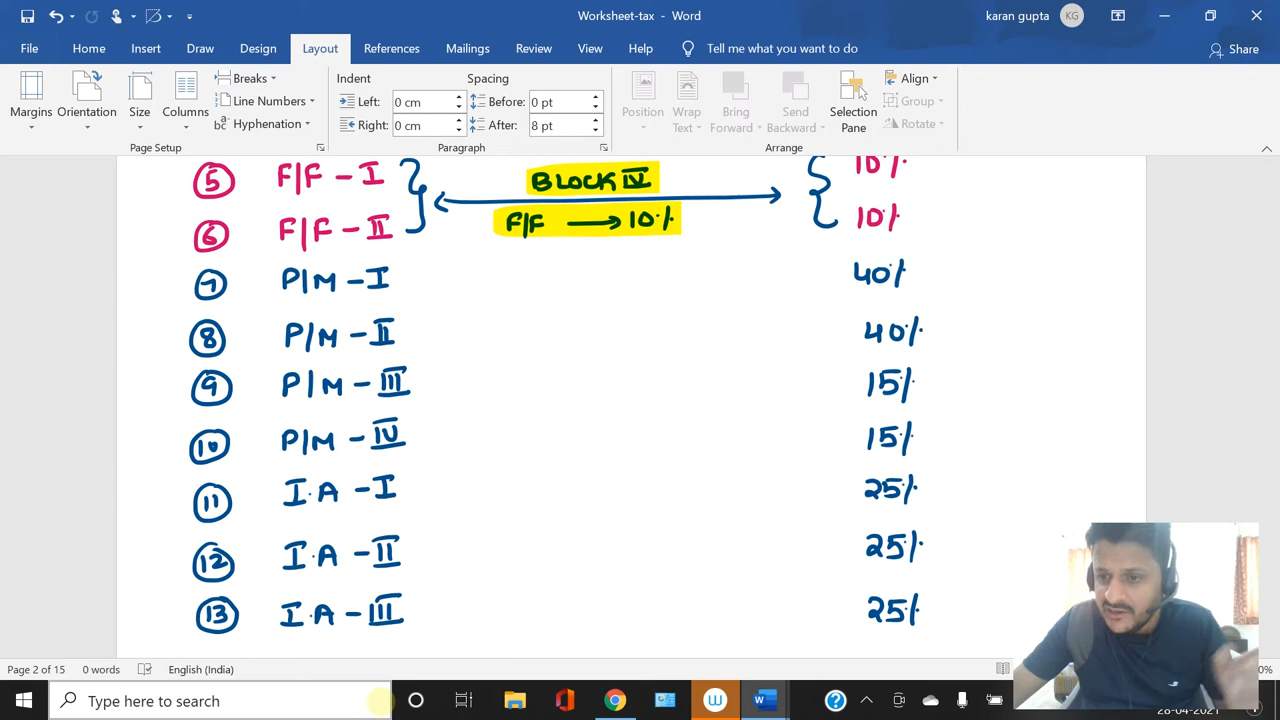 Worksheet-tax - Word
karan gupta
KG
File Home Insert Draw Design Layout References Mailings Review View Help Tell me what you want to do Share
Margins
Orientation
Size
Columns
Breaks
Line Numbers
Hyphenation
Page Setup
Indent
Left: 0 cm
Right: 0 cm
Spacing
Before: 0 pt
After: 8 pt
Paragraph
Position
Wrap Text
Bring Forward
Send Backward
Selection Pane
Align
Group
Rotate
Arrange
5 F/F - I BLOCK IV 10%
6 F/F - II F/F → 10% 10%
7 P/M - I 40%
8 P/M - II 40%
9 P/M - III 15%
10 P/M - IV 15%
11 I.A - I 25%
12 I.A - II 25%
13 I.A - III 25%
Page 2 of 15 0 words English (India)
Type here to search
28-04-2021